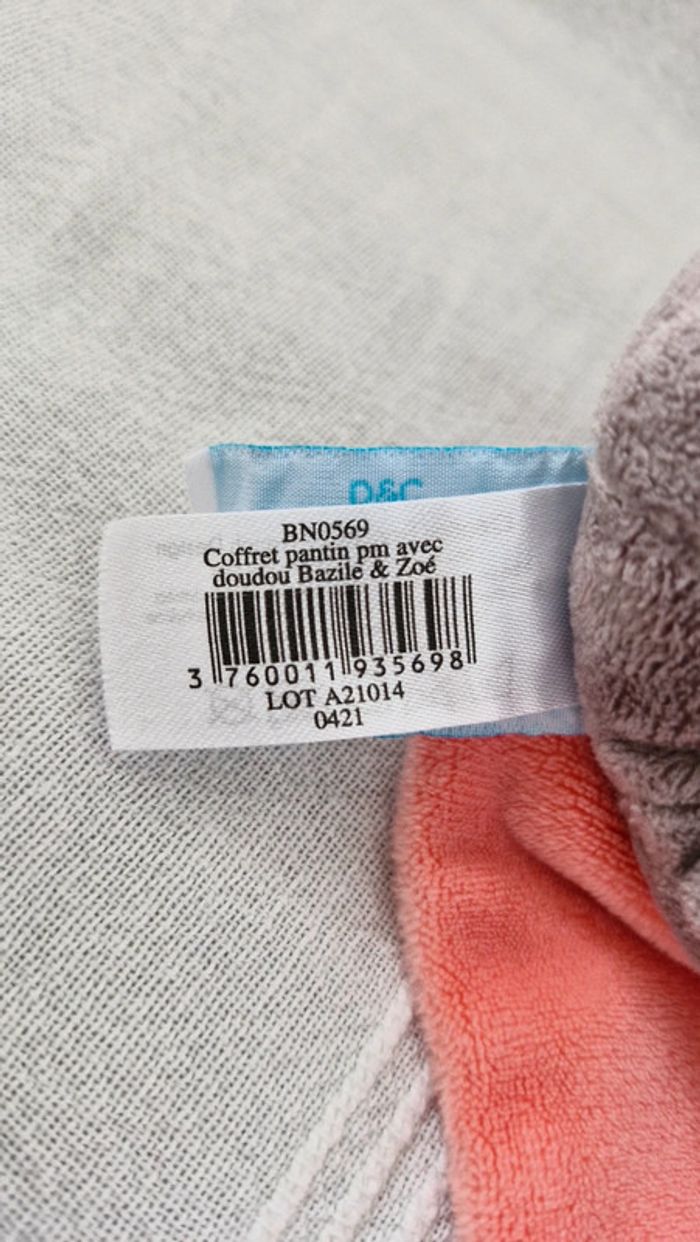 BN0569
Coffret pantin pm avec
doudou Bazile & Zoé
3 760011 935698
LOT A21014
0421